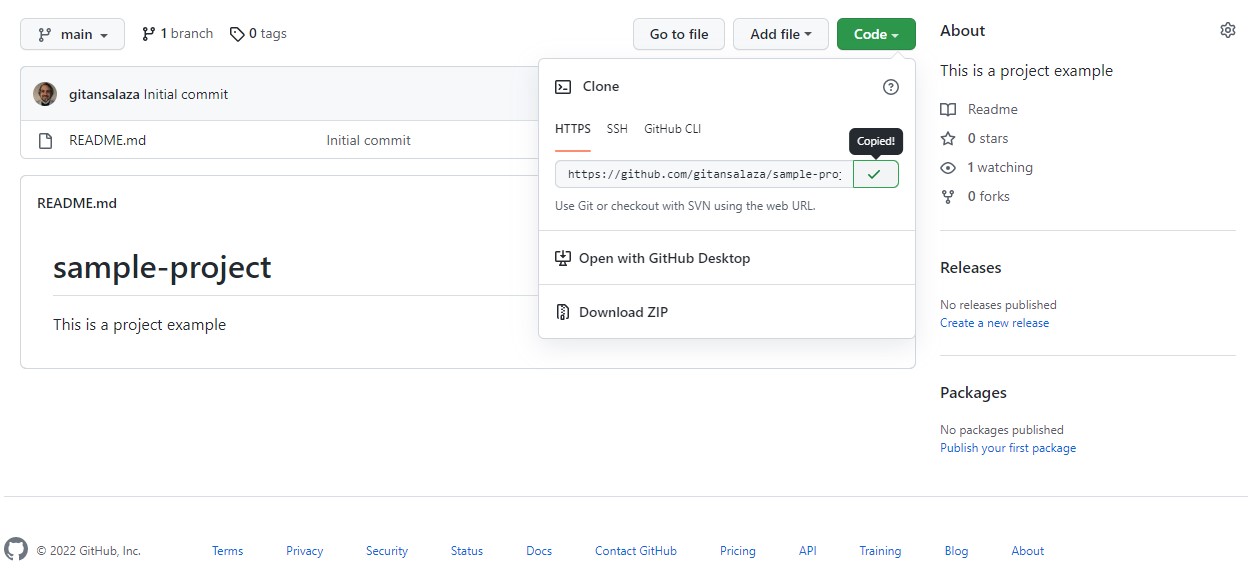 main
1 branch
0 tags
Go to file
Add file
Code
gitansalaza Initial commit
README.md Initial commit
README.md
sample-project
This is a project example
Clone
HTTPS SSH GitHub CLI
Copied!
https://github.com/gitansalaza/sample-pro
Use Git or checkout with SVN using the web URL.
Open with GitHub Desktop
Download ZIP
About
This is a project example
Readme
0 stars
1 watching
0 forks
Releases
No releases published
Create a new release
Packages
No packages published
Publish your first package
© 2022 GitHub, Inc. Terms Privacy Security Status Docs Contact GitHub Pricing API Training Blog About